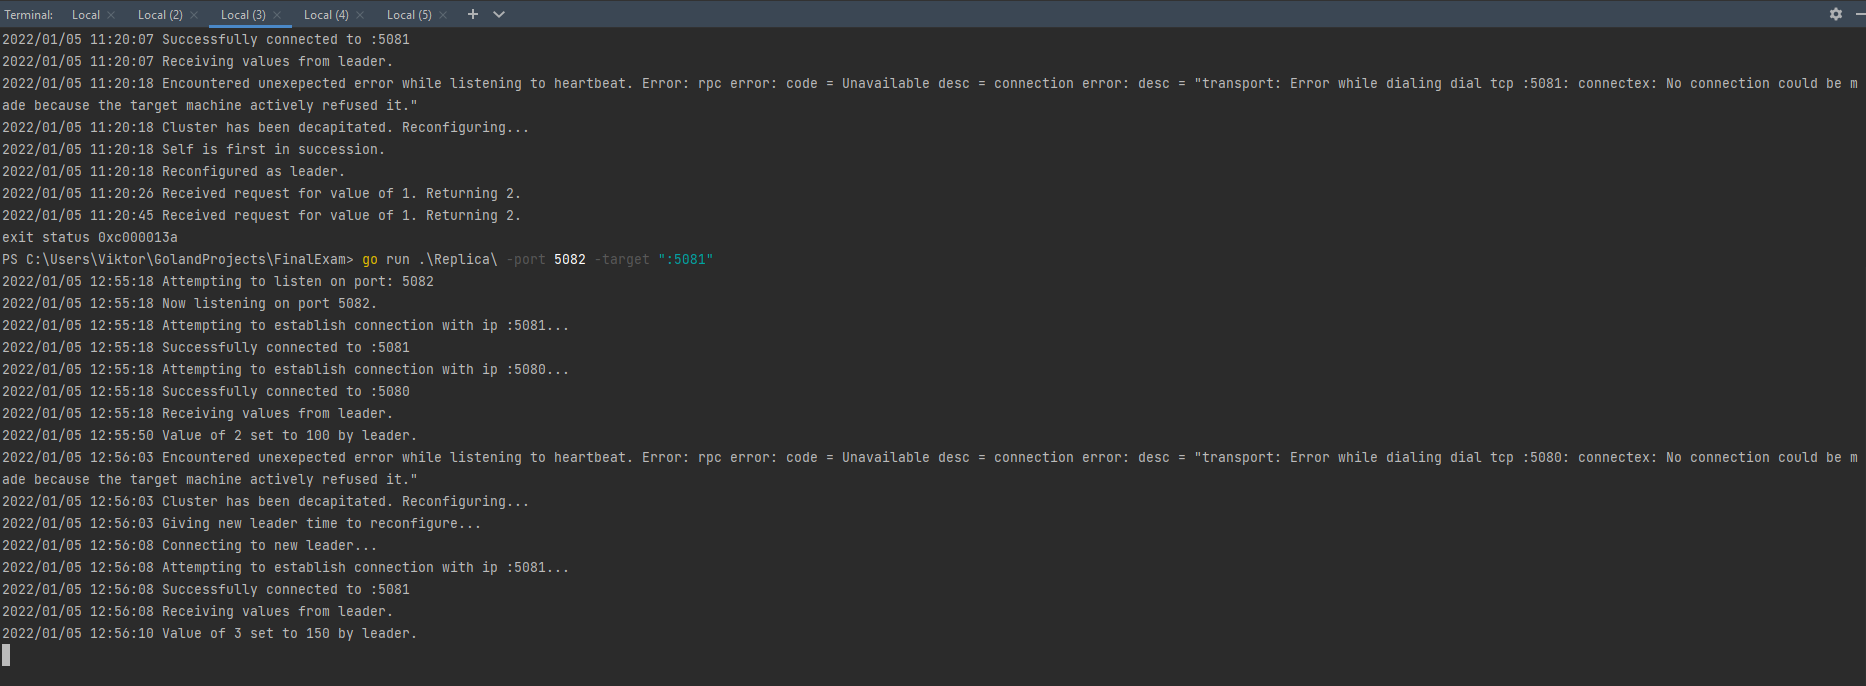 Terminal: Local Local (2) Local (3) Local (4) Local (5)
2022/01/05 11:20:07 Successfully connected to :5081
2022/01/05 11:20:07 Receiving values from leader.
2022/01/05 11:20:18 Encountered unexepected error while listening to heartbeat. Error: rpc error: code = Unavailable desc = connection error: desc = "transport: Error while dialing dial tcp :5081: connectex: No connection could be m
ade because the target machine actively refused it."
2022/01/05 11:20:18 Cluster has been decapitated. Reconfiguring...
2022/01/05 11:20:18 Self is first in succession.
2022/01/05 11:20:18 Reconfigured as leader.
2022/01/05 11:20:26 Received request for value of 1. Returning 2.
2022/01/05 11:20:45 Received request for value of 1. Returning 2.
exit status 0xc000013a
PS C:\Users\Viktor\GolandProjects\FinalExam> go run .\Replica\ -port 5082 -target ":5081"
2022/01/05 12:55:18 Attempting to listen on port: 5082
2022/01/05 12:55:18 Now listening on port 5082.
2022/01/05 12:55:18 Attempting to establish connection with ip :5081...
2022/01/05 12:55:18 Successfully connected to :5081
2022/01/05 12:55:18 Attempting to establish connection with ip :5080...
2022/01/05 12:55:18 Successfully connected to :5080
2022/01/05 12:55:18 Receiving values from leader.
2022/01/05 12:55:50 Value of 2 set to 100 by leader.
2022/01/05 12:56:03 Encountered unexepected error while listening to heartbeat. Error: rpc error: code = Unavailable desc = connection error: desc = "transport: Error while dialing dial tcp :5080: connectex: No connection could be m
ade because the target machine actively refused it."
2022/01/05 12:56:03 Cluster has been decapitated. Reconfiguring...
2022/01/05 12:56:03 Giving new leader time to reconfigure...
2022/01/05 12:56:08 Connecting to new leader...
2022/01/05 12:56:08 Attempting to establish connection with ip :5081...
2022/01/05 12:56:08 Successfully connected to :5081
2022/01/05 12:56:08 Receiving values from leader.
2022/01/05 12:56:10 Value of 3 set to 150 by leader.